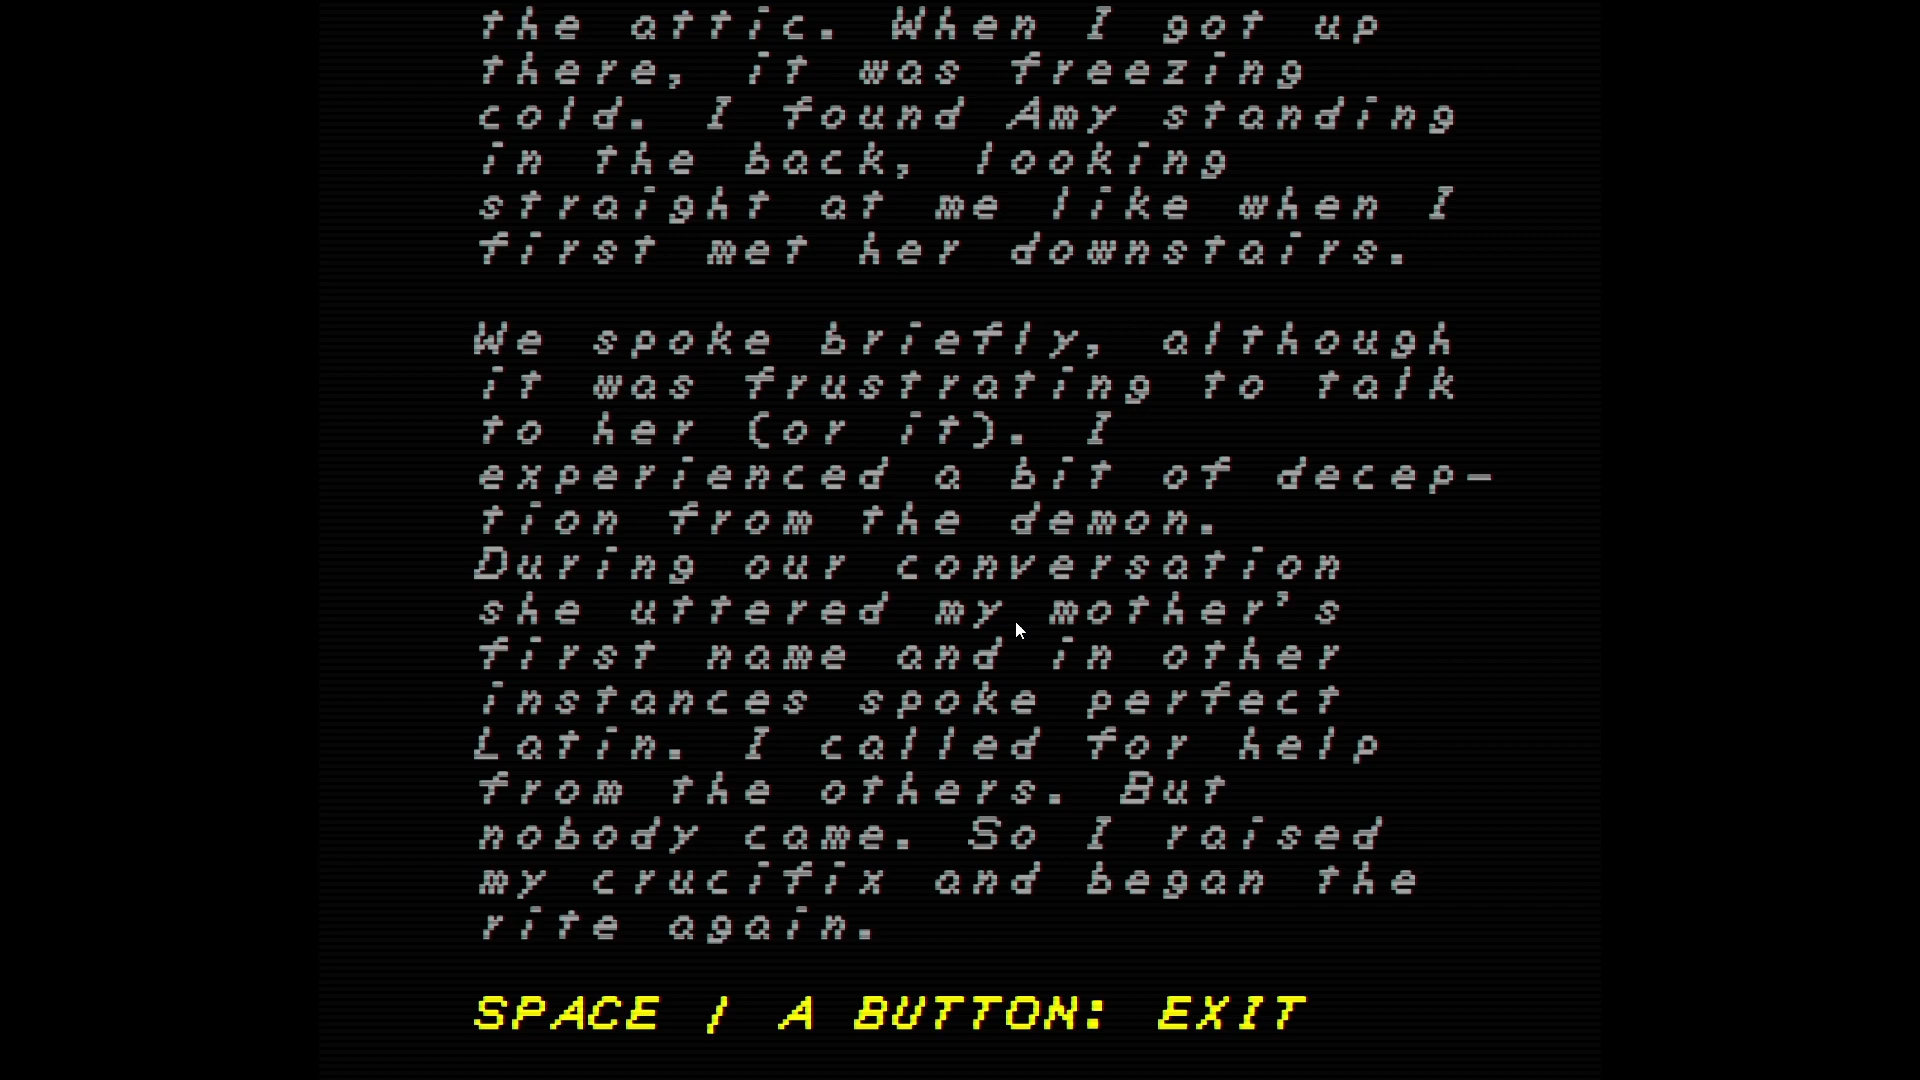 the attic. When I got up
there, it was freezing
cold. I found Amy standing
in the back, looking
straight at me like when I
first met her downstairs.
We spoke briefly, although
it was frustrating to talk
to her (or it). I
experienced a bit of decep-
tion from the demon.
During our conversation
she uttered my mother's
first name and in other
instances spoke perfect
Latin. I called for help
from the others. But
nobody came. So I raised
my crucifix and began the
rite again.
SPACE / A BUTTON: EXIT